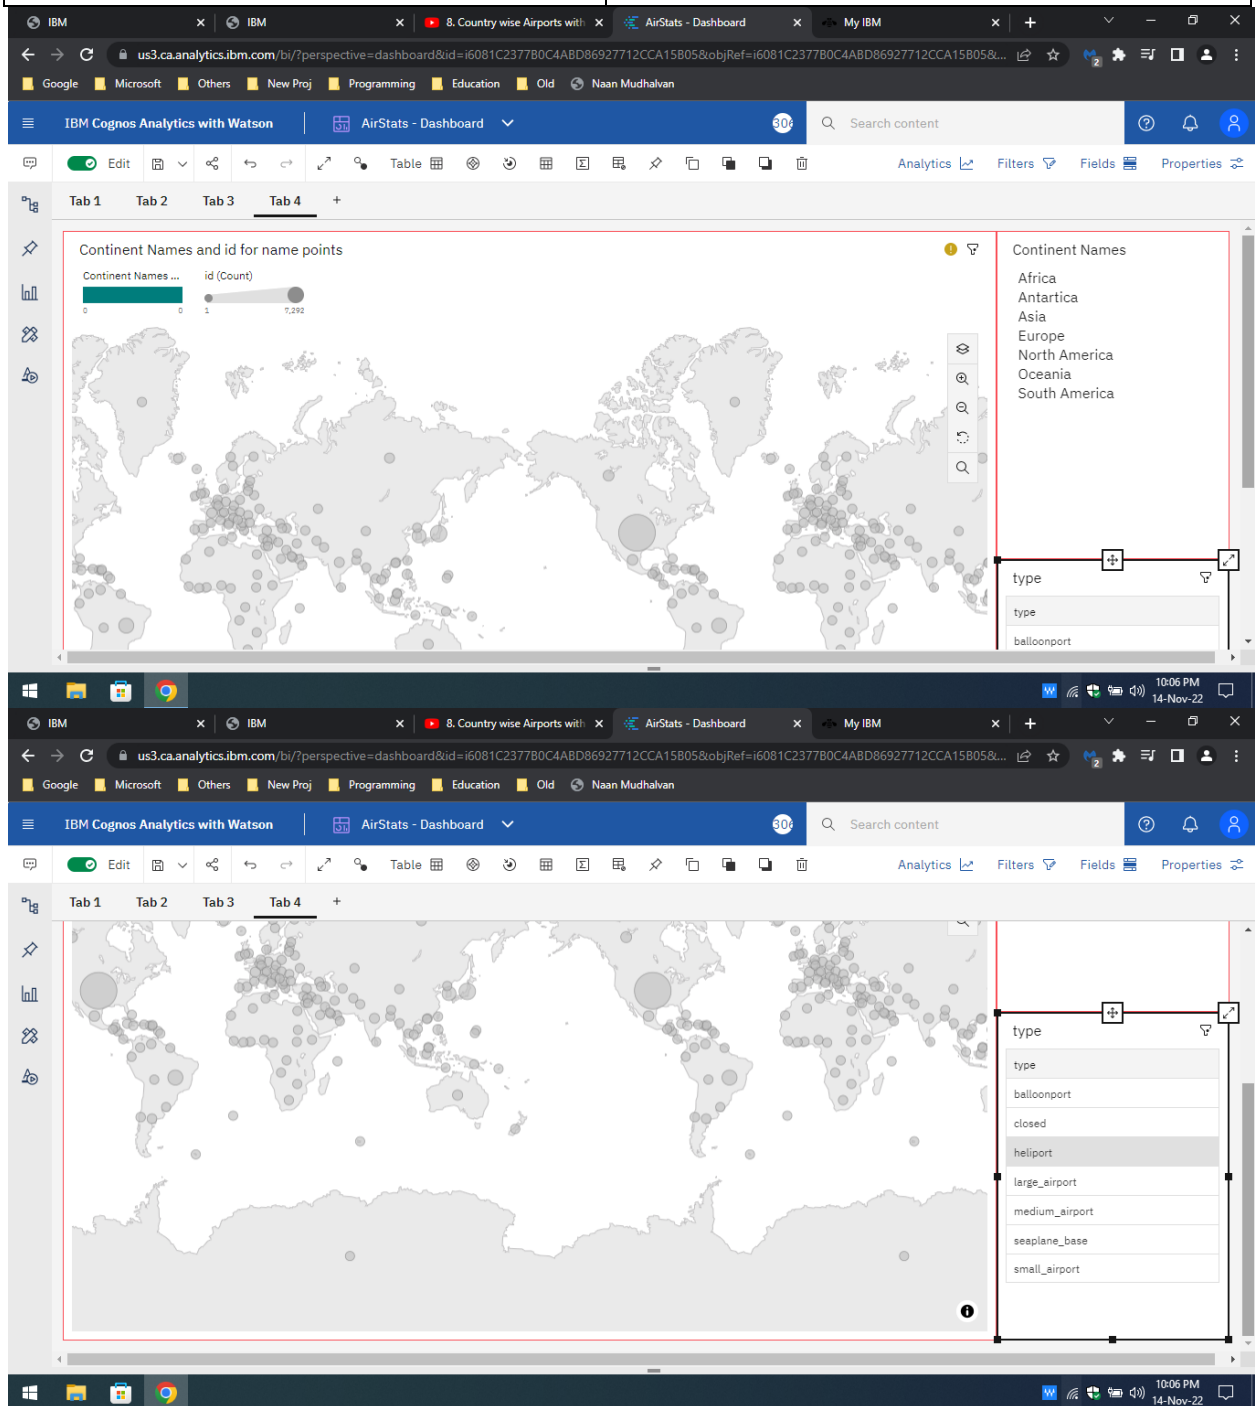 IBM IBM 8. Country wise Airports with AirStats - Dashboard My IBM
us3.ca.analytics.ibm.com/bi/?perspective=dashboard&id=i6081C2377B0C4ABD86927712CCA15B05&objRef=i6081C2377B0C4ABD86927712CCA15B05&...
2
Google Microsoft Others New Proj Programming Education Old Naan Mudhalvan
IBM Cognos Analytics with Watson AirStats - Dashboard 306 Search content
Edit Table Analytics Filters Fields Properties
Tab 1 Tab 2 Tab 3 Tab 4 +
Continent Names and id for name points
Continent Names ... id (Count)
0 0 1 7,292
Continent Names
Africa
Antartica
Asia
Europe
North America
Oceania
South America
type
type
balloonport
10:06 PM
14-Nov-22
IBM IBM 8. Country wise Airports with AirStats - Dashboard My IBM
us3.ca.analytics.ibm.com/bi/?perspective=dashboard&id=i6081C2377B0C4ABD86927712CCA15B05&objRef=i6081C2377B0C4ABD86927712CCA15B05&...
2
Google Microsoft Others New Proj Programming Education Old Naan Mudhalvan
IBM Cognos Analytics with Watson AirStats - Dashboard 306 Search content
Edit Table Analytics Filters Fields Properties
Tab 1 Tab 2 Tab 3 Tab 4 +
type
type
balloonport
closed
heliport
large_airport
medium_airport
seaplane_base
small_airport
10:06 PM
14-Nov-22